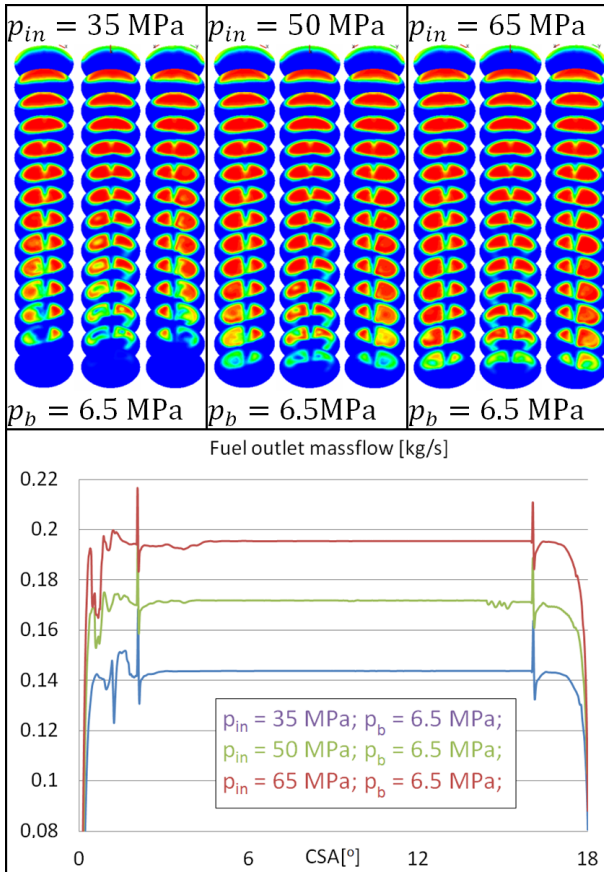 p_in = 35 MPa p_in = 50 MPa p_in = 65 MPa
p_b = 6.5 MPa p_b = 6.5MPa p_b = 6.5 MPa
Fuel outlet massflow [kg/s]
0.22
0.2
0.18
0.16
0.14
0.12
0.1
0.08
p_in = 35 MPa; p_b = 6.5 MPa;
p_in = 50 MPa; p_b = 6.5 MPa;
p_in = 65 MPa; p_b = 6.5 MPa;
0 6 CSA[°] 12 18